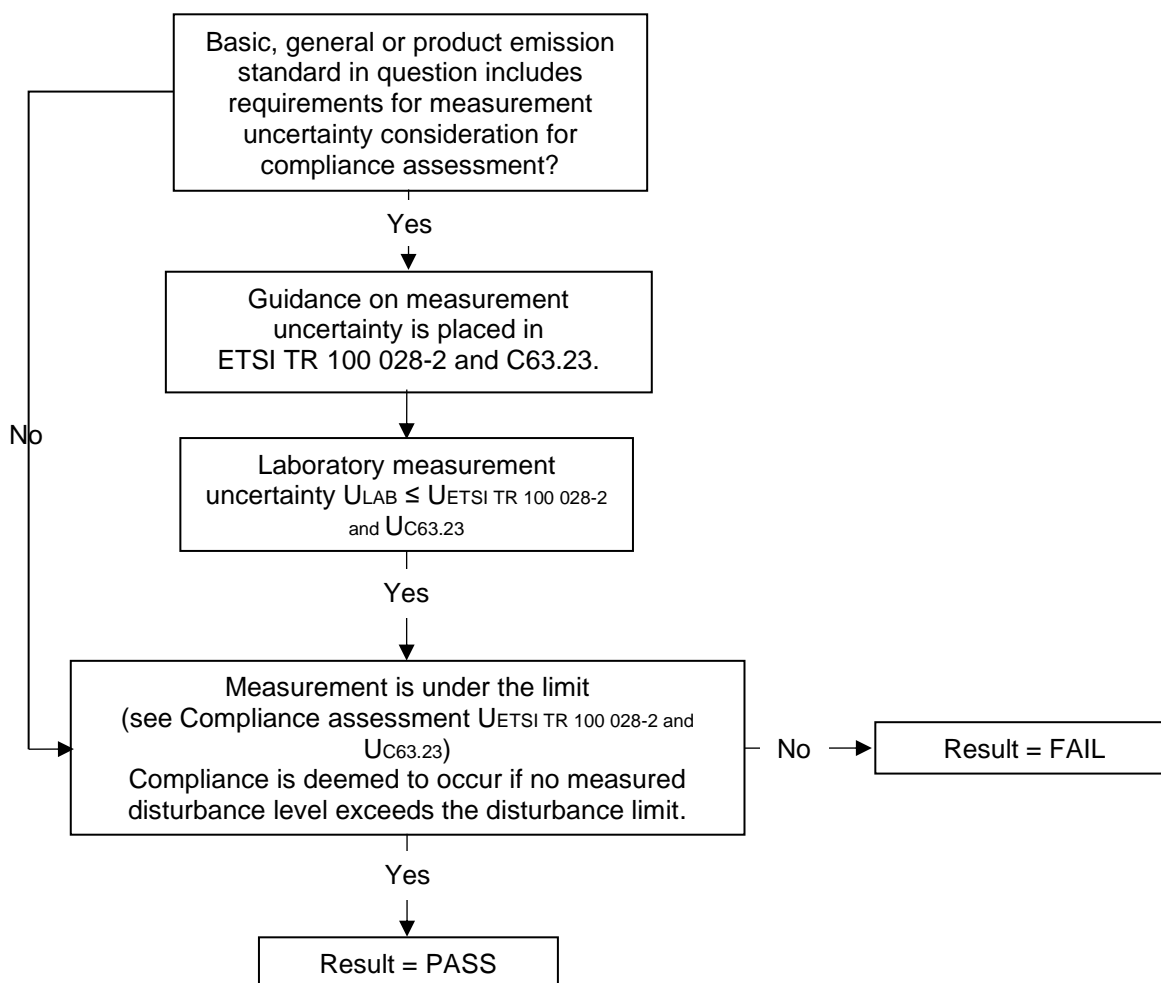 Basic, general or product emission
standard in question includes
requirements for measurement
uncertainty consideration for
compliance assessment?
Yes
Guidance on measurement
uncertainty is placed in
ETSI TR 100 028-2 and C63.23.
No
Laboratory measurement
uncertainty ULAB ≤ UETSI TR 100 028-2
and UC63.23
Yes
Measurement is under the limit
(see Compliance assessment UETSI TR 100 028-2 and
UC63.23)
Compliance is deemed to occur if no measured
disturbance level exceeds the disturbance limit.
No
Result = FAIL
Yes
Result = PASS